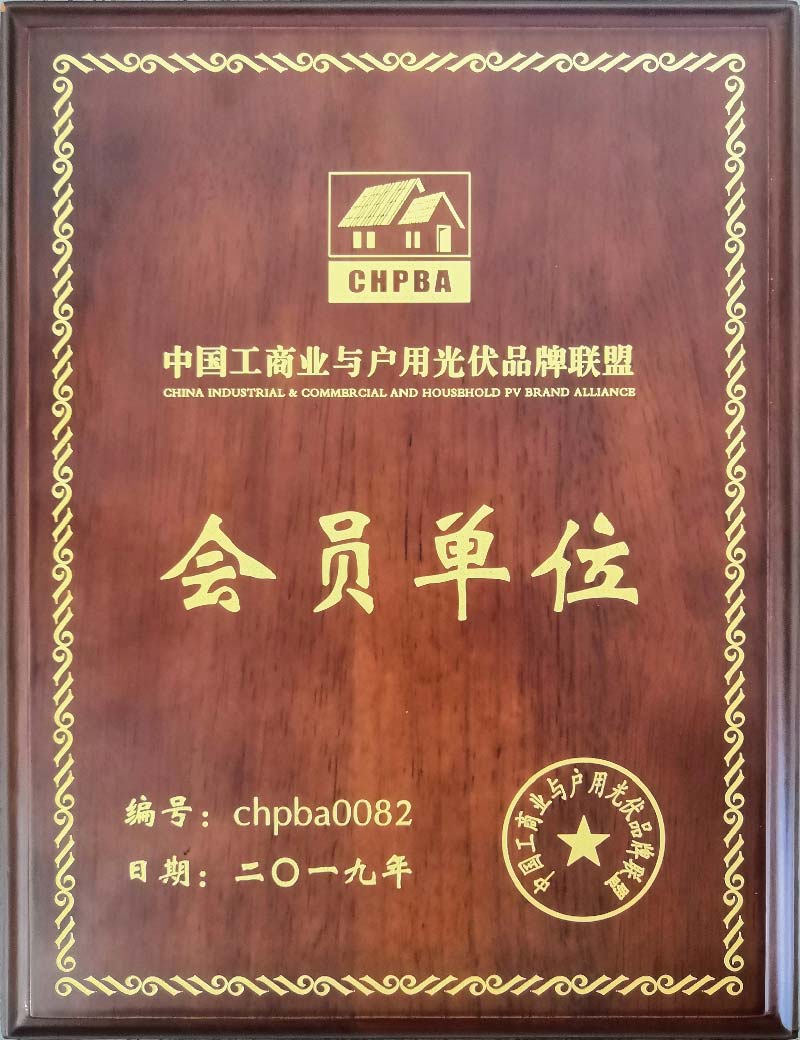 CHPBA
中国工商业与户用光伏品牌联盟
CHINA INDUSTRIAL & COMMERCIAL AND HOUSEHOLD PV BRAND ALLIANCE
会员单位
编号：chpba0082
日期：二〇一九年
中国工商业与户用光伏品牌联盟